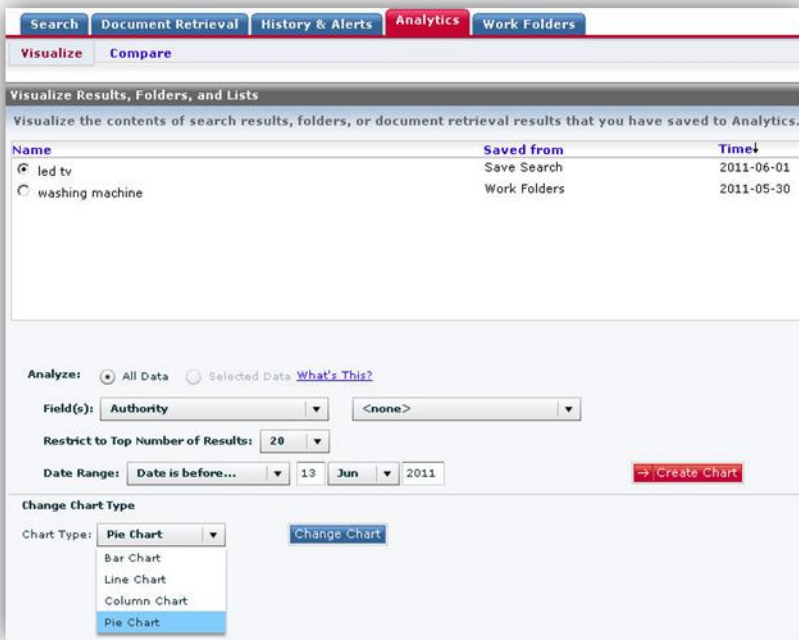 Search Document Retrieval History & Alerts Analytics Work Folders
Visualize Compare
Visualize Results, Folders, and Lists
Visualize the contents of search results, folders, or document retrieval results that you have saved to Analytics.
Name Saved from Time↓
led tv Save Search 2011-06-01
washing machine Work Folders 2011-05-30
Analyze: All Data Selected Data What's This?
Field(s): Authority <none>
Restrict to Top Number of Results: 20
Date Range: Date is before... 13 Jun 2011 → Create Chart
Change Chart Type
Chart Type: Pie Chart Change Chart
Bar Chart
Line Chart
Column Chart
Pie Chart